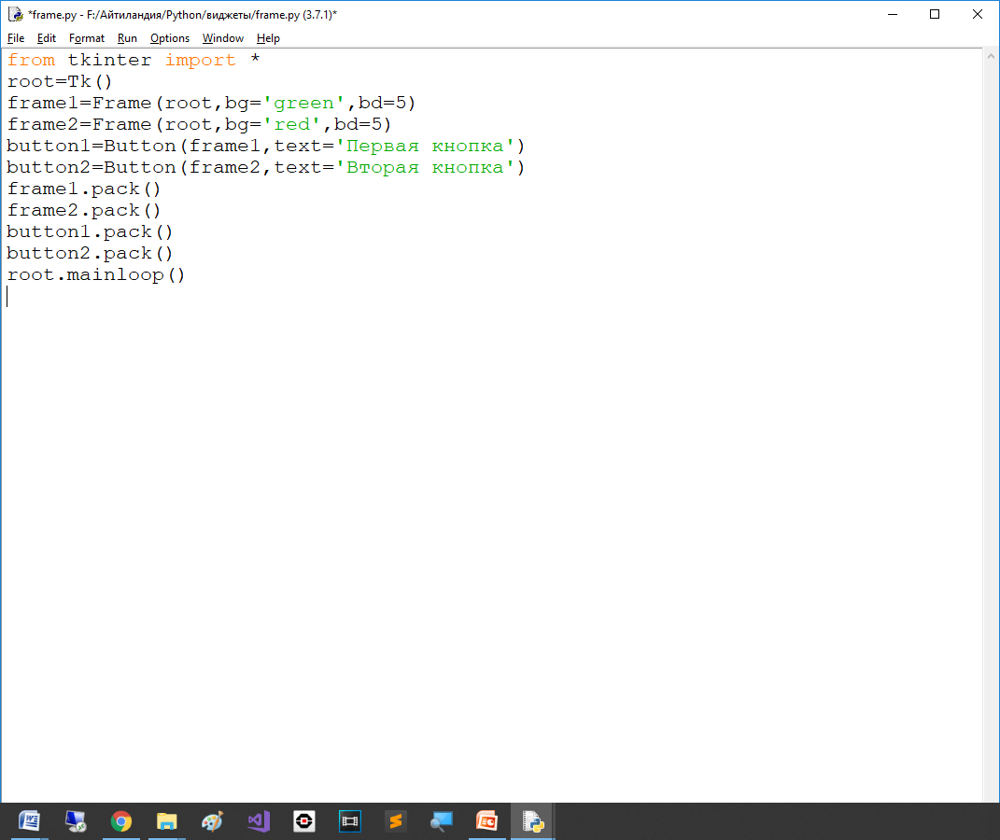 *frame.py - F:/Айтиландия/Python/виджеты/frame.py (3.7.1)*
File Edit Format Run Options Window Help
from tkinter import *
root=Tk()
frame1=Frame(root,bg='green',bd=5)
frame2=Frame(root,bg='red',bd=5)
button1=Button(frame1,text='Первая кнопка')
button2=Button(frame2,text='Вторая кнопка')
frame1.pack()
frame2.pack()
button1.pack()
button2.pack()
root.mainloop()